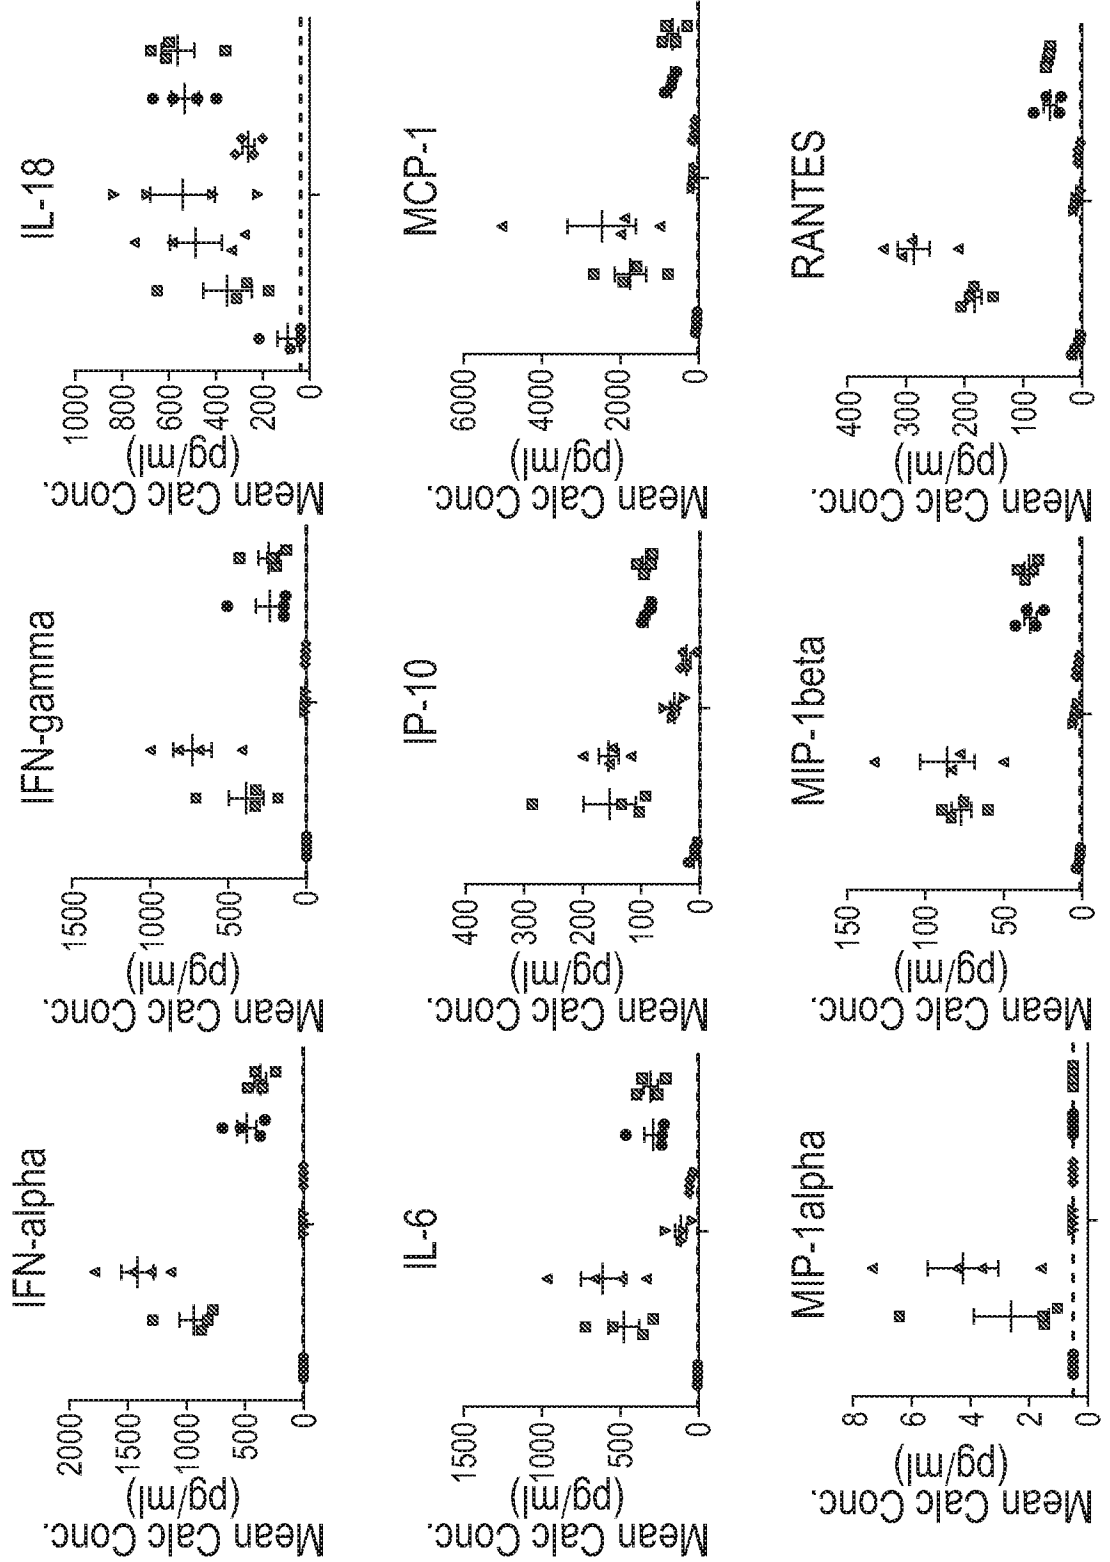 IFN-alpha
Mean Calc Conc.
(pg/ml)
2000
1500
1000
500
0
IFN-gamma
Mean Calc Conc.
(pg/ml)
1500
1000
500
0
IL-18
Mean Calc Conc.
(pg/ml)
1000
800
600
400
200
0
IL-6
Mean Calc Conc.
(pg/ml)
1500
1000
500
0
IP-10
Mean Calc Conc.
(pg/ml)
400
300
200
100
0
MCP-1
Mean Calc Conc.
(pg/ml)
6000
4000
2000
0
MIP-1alpha
Mean Calc Conc.
(pg/ml)
8
6
4
2
0
MIP-1beta
Mean Calc Conc.
(pg/ml)
150
100
50
0
RANTES
Mean Calc Conc.
(pg/ml)
400
300
200
100
0